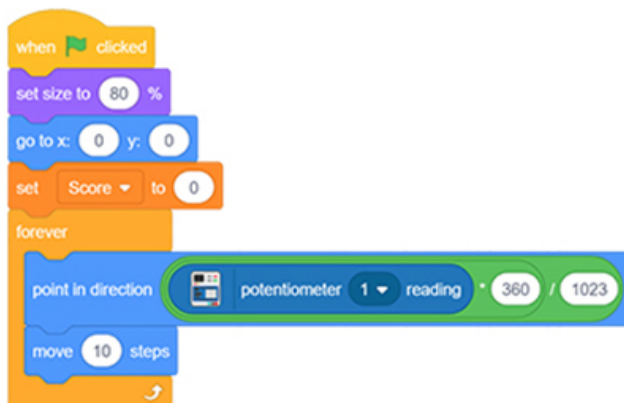 when clicked
set size to 80 %
go to x: 0 y: 0
set Score to 0
forever
point in direction potentiometer 1 reading * 360 / 1023
move 10 steps